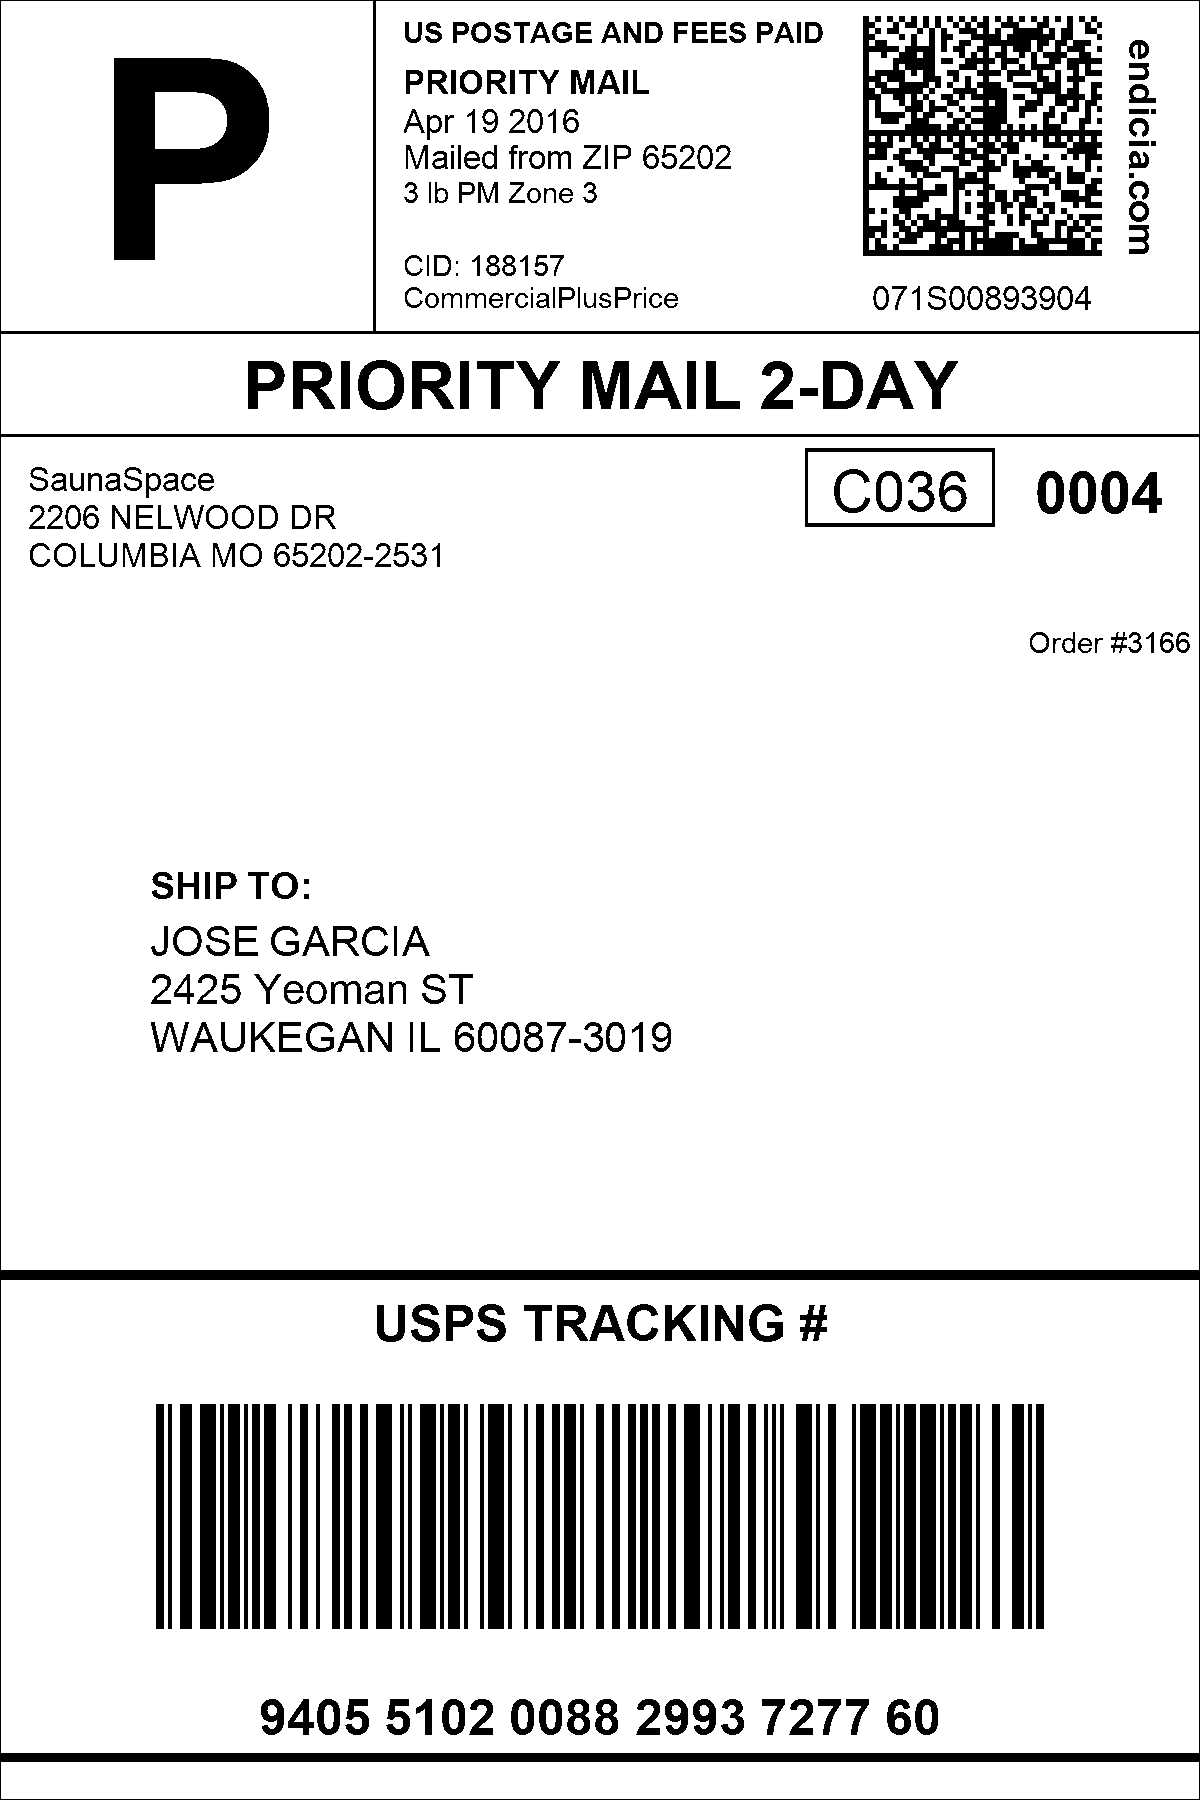 P
US POSTAGE AND FEES PAID
PRIORITY MAIL
Apr 19 2016
Mailed from ZIP 65202
3 lb PM Zone 3
CID: 188157
CommercialPlusPrice
071S00893904
endicia.com
PRIORITY MAIL 2-DAY
SaunaSpace
2206 NELWOOD DR
COLUMBIA MO 65202-2531
C036
0004
Order #3166
SHIP TO:
JOSE GARCIA
2425 Yeoman ST
WAUKEGAN IL 60087-3019
USPS TRACKING #
9405 5102 0088 2993 7277 60